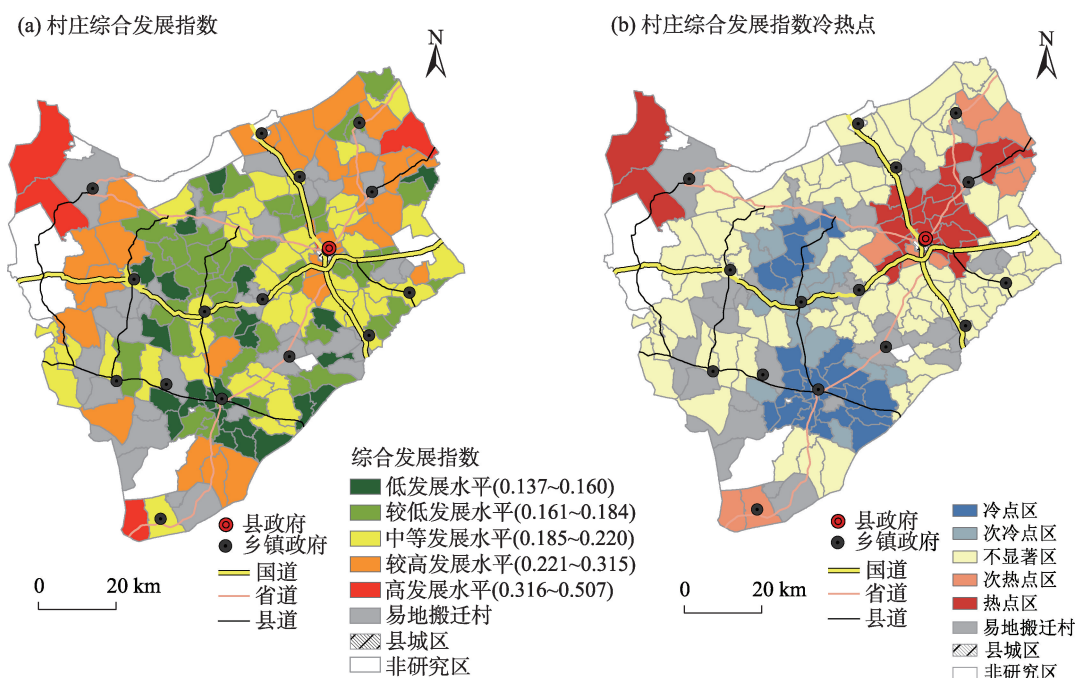 (a) 村庄综合发展指数
N
综合发展指数
低发展水平(0.137~0.160)
较低发展水平(0.161~0.184)
中等发展水平(0.185~0.220)
较高发展水平(0.221~0.315)
高发展水平(0.316~0.507)
易地搬迁村
县城区
非研究区
县政府
乡镇政府
国道
省道
县道
0 20 km
(b) 村庄综合发展指数冷热点
N
县政府
乡镇政府
国道
省道
县道
0 20 km
冷点区
次冷点区
不显著区
次热点区
热点区
易地搬迁村
县城区
非研究区